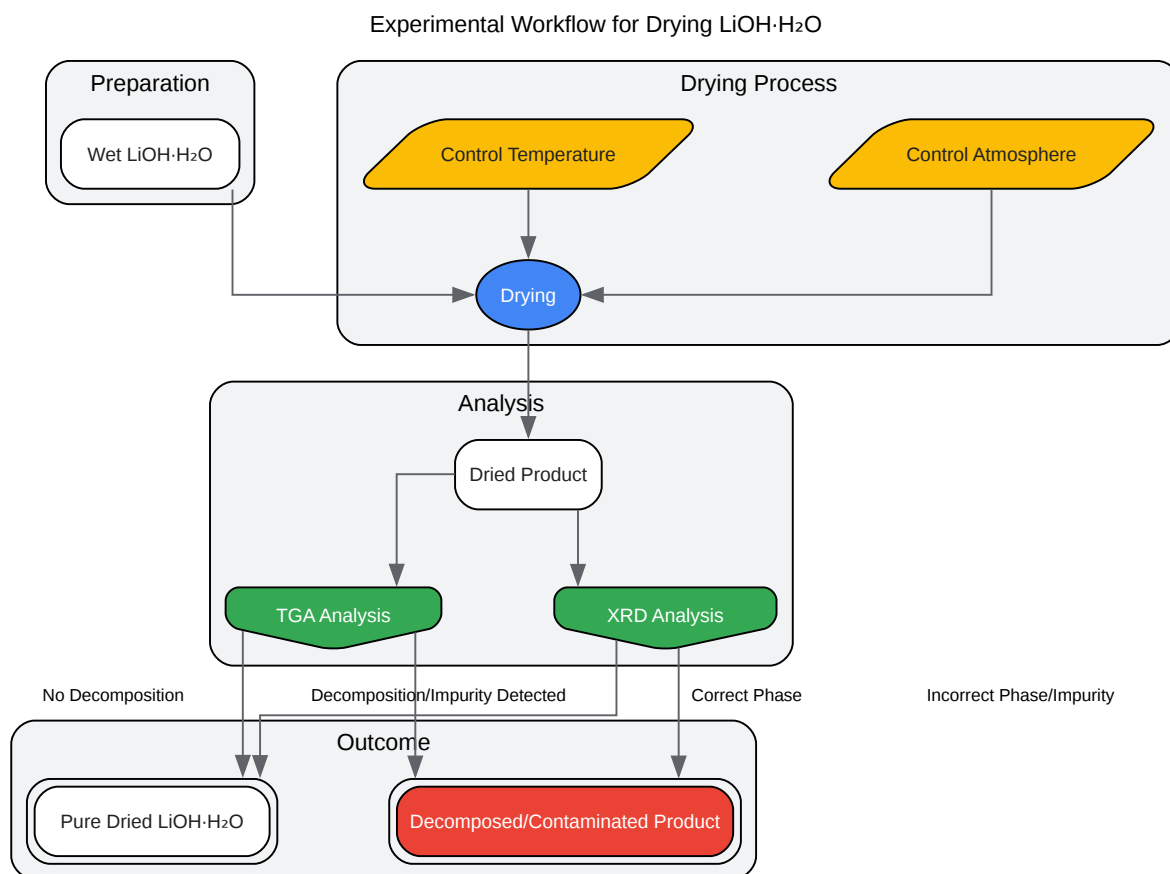 Experimental Workflow for Drying LiOH·H₂O
Preparation
Drying Process
Wet LiOH·H₂O
Control Temperature
Control Atmosphere
Drying
Analysis
Dried Product
TGA Analysis
XRD Analysis
No Decomposition
Decomposition/Impurity Detected
Correct Phase
Incorrect Phase/Impurity
Outcome
Pure Dried LiOH·H₂O
Decomposed/Contaminated Product